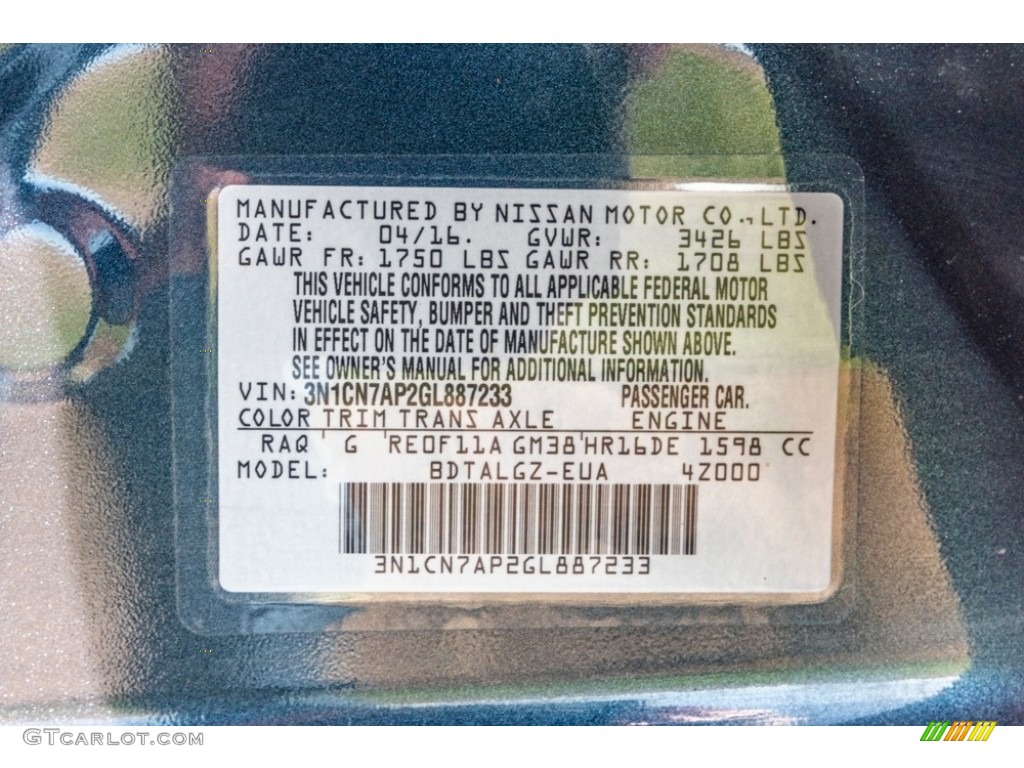 MANUFACTURED BY NISSAN MOTOR CO., LTD.
DATE: 04/16. GVWR: 3426 LBS
GAWR FR: 1750 LBS GAWR RR: 1708 LBS
THIS VEHICLE CONFORMS TO ALL APPLICABLE FEDERAL MOTOR
VEHICLE SAFETY, BUMPER AND THEFT PREVENTION STANDARDS
IN EFFECT ON THE DATE OF MANUFACTURE SHOWN ABOVE.
SEE OWNER'S MANUAL FOR ADDITIONAL INFORMATION.
VIN: 3N1CN7AP2GL887233 PASSENGER CAR.
COLOR TRIM TRANS AXLE ENGINE
RAQ G RE0F11A GM38 HR16DE 1598 CC
MODEL: BDTALGZ-EUA 4Z000
3N1CN7AP2GL887233
GTcarlot.com